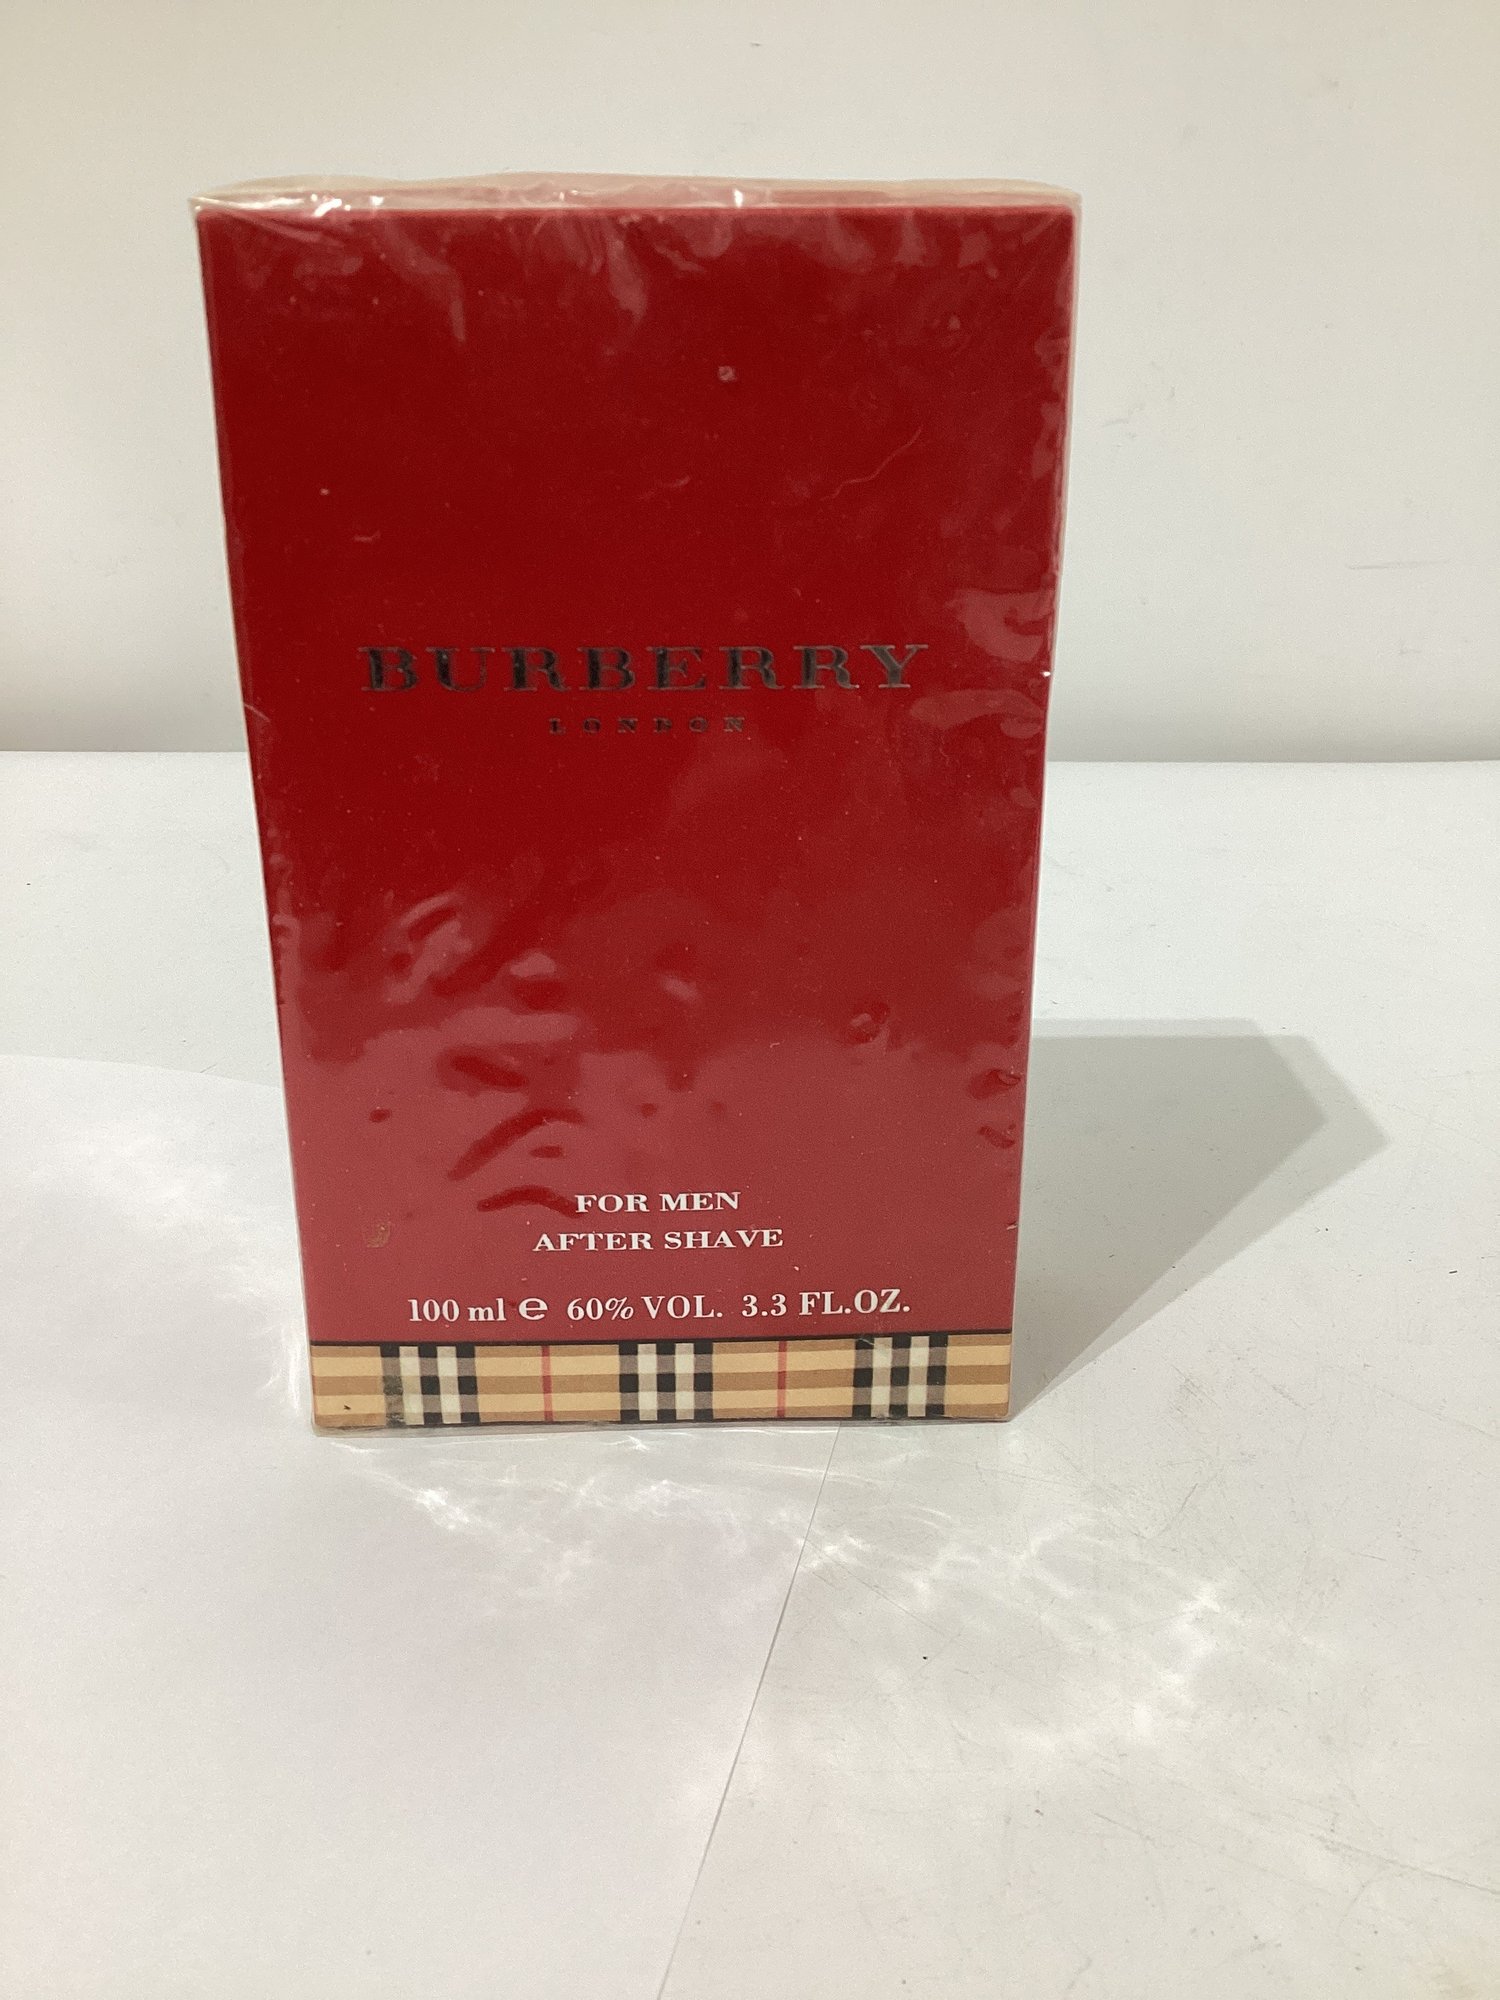 BURBERRY
LONDON
FOR MEN
AFTER SHAVE
100 ml ℮ 60% VOL. 3.3 FL.OZ.